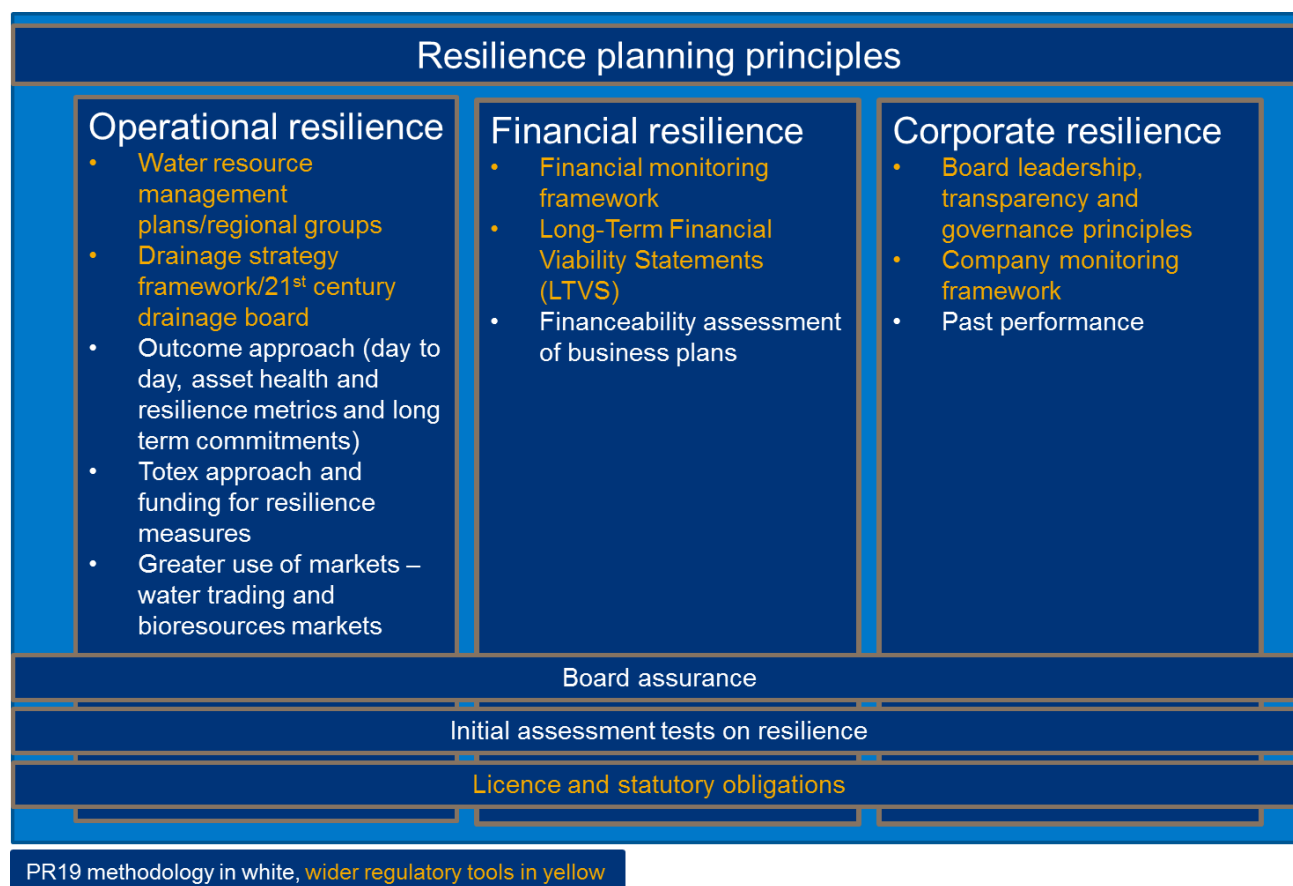 Resilience planning principles
Operational resilience
• Water resource
management
plans/regional groups
• Drainage strategy
framework/21st century
drainage board
• Outcome approach (day to
day, asset health and
resilience metrics and long
term commitments)
• Totex approach and
funding for resilience
measures
• Greater use of markets –
water trading and
bioresources markets
Financial resilience
• Financial monitoring
framework
• Long-Term Financial
Viability Statements
(LTVS)
• Financeability assessment
of business plans
Corporate resilience
• Board leadership,
transparency and
governance principles
• Company monitoring
framework
• Past performance
Board assurance
Initial assessment tests on resilience
Licence and statutory obligations
PR19 methodology in white, wider regulatory tools in yellow